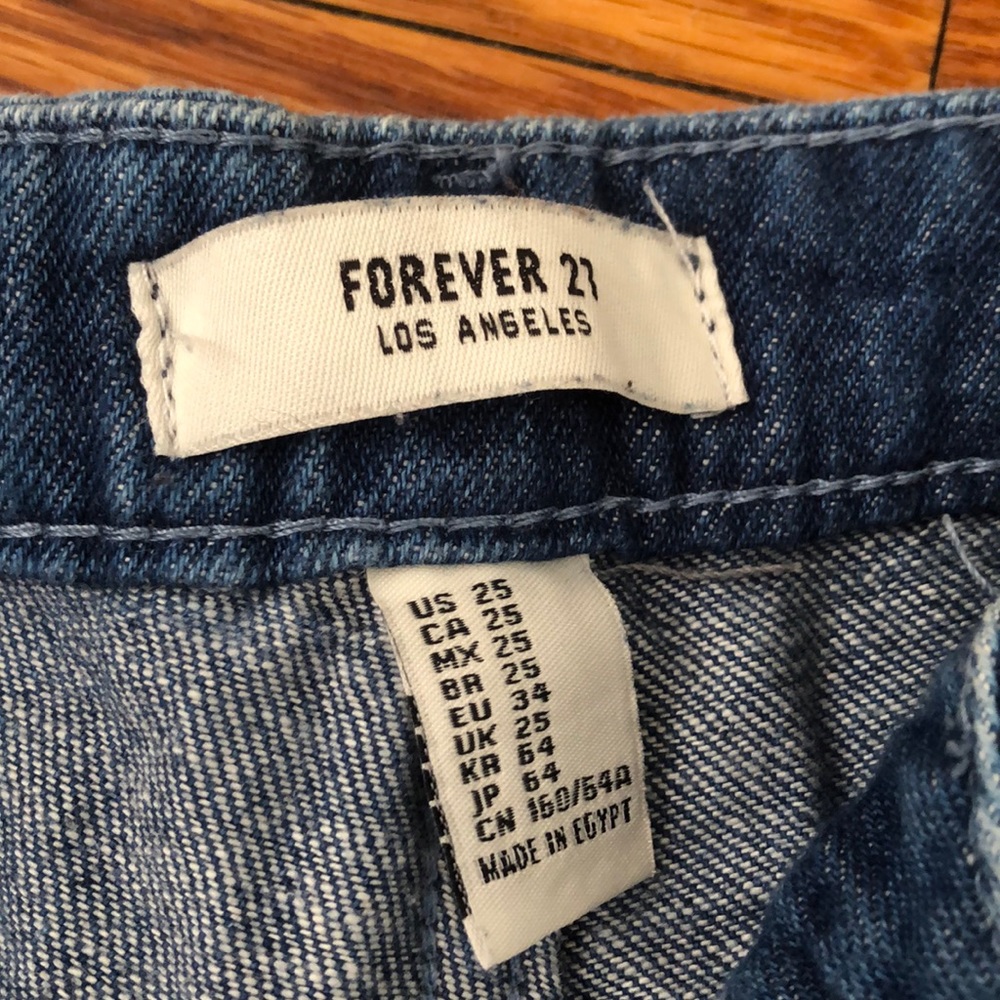 FOREVER 21
LOS ANGELES
US 25
CA 25
MX 25
BR 25
EU 34
UK 25
KR 64
JP 64
CN 160/64A
MADE IN EGYPT